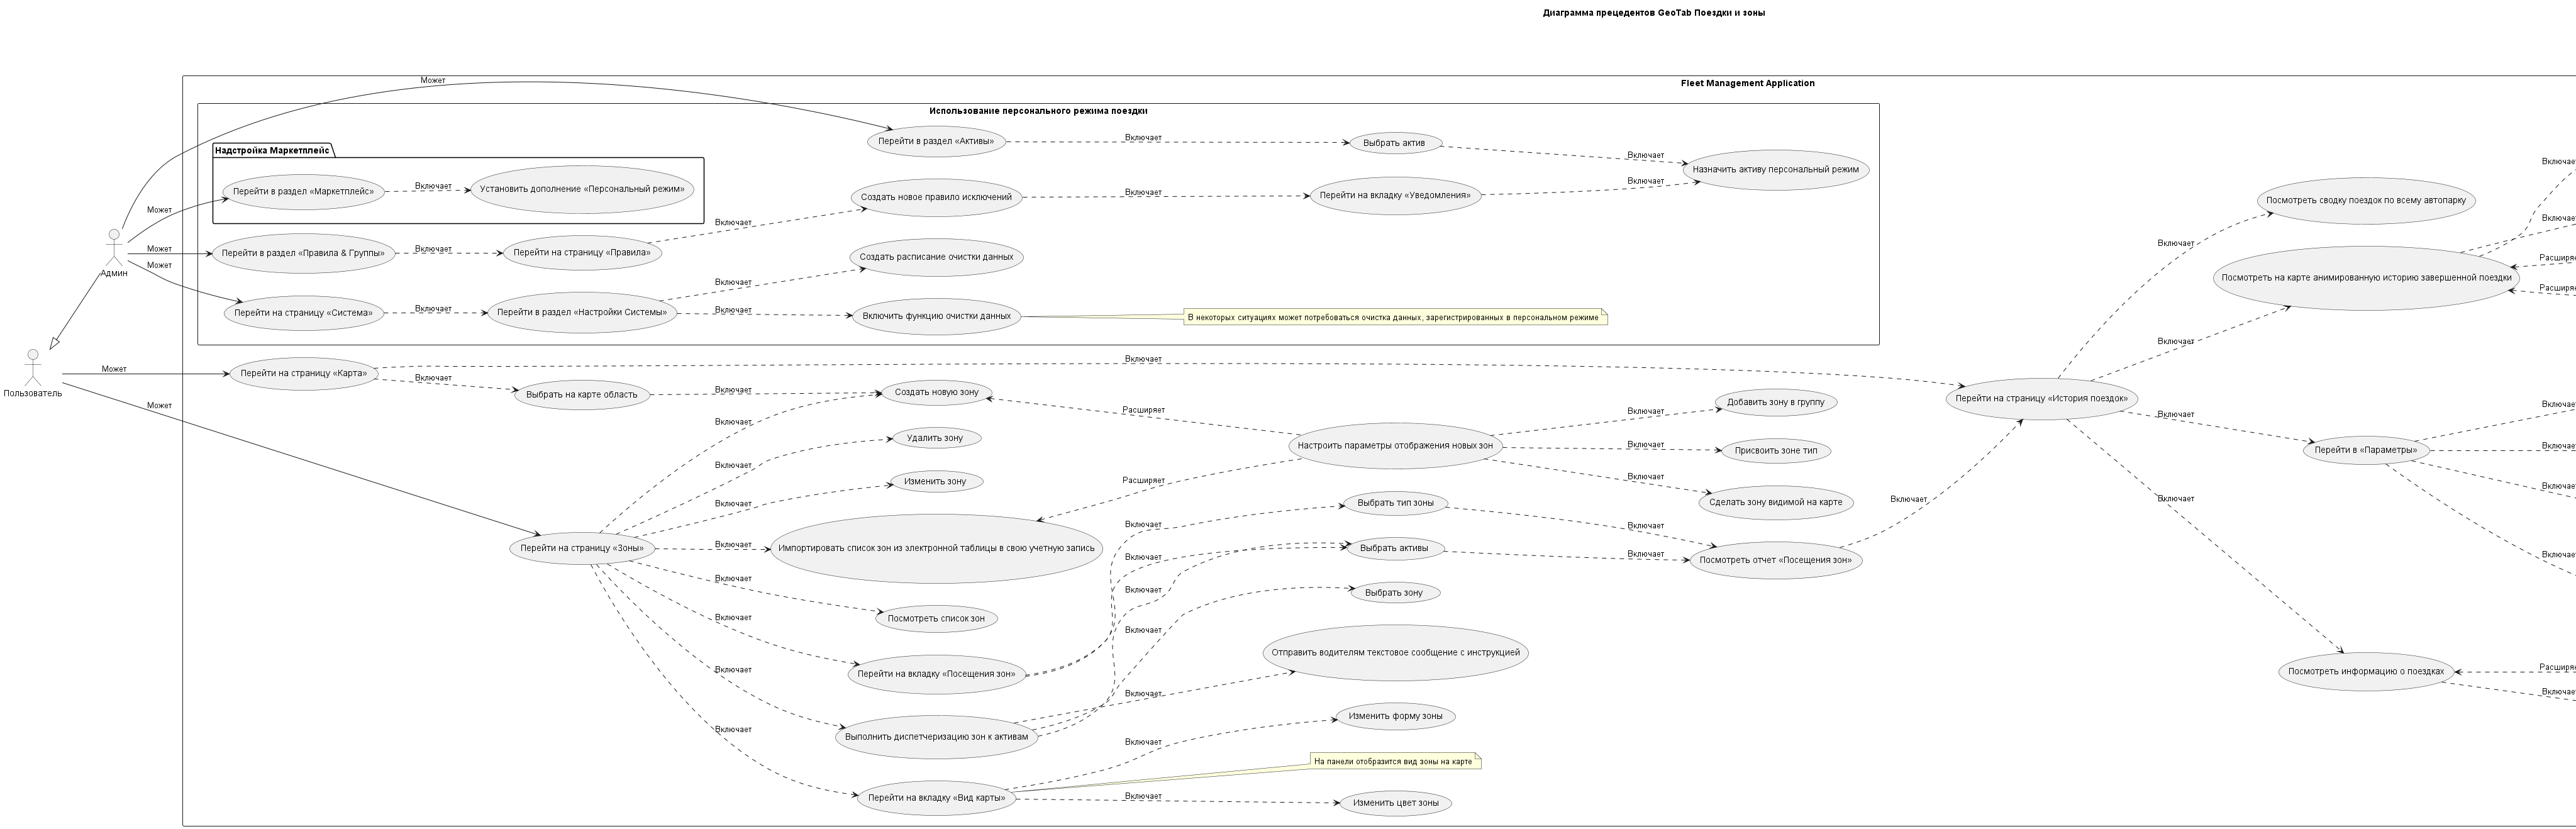 Диаграмма прецедентов GeoTab Поездки и зоны
Fleet Management Application
Использование персонального режима поездки
Надстройка Маркетплейс
Может
Перейти в раздел «Активы»
Включает
Выбрать актив
Включает
Назначить активу персональный режим
Может
Перейти в раздел «Маркетплейс»
Включает
Установить дополнение «Персональный режим»
Создать новое правило исключений
Включает
Перейти на вкладку «Уведомления»
Включает
Админ
Может
Перейти в раздел «Правила & Группы»
Включает
Перейти на страницу «Правила»
Включает
Может
Перейти на страницу «Система»
Включает
Перейти в раздел «Настройки Системы»
Включает
Создать расписание очистки данных
Включает
Включить функцию очистки данных
В некоторых ситуациях может потребоваться очистка данных, зарегистрированных в персональном режиме
Пользователь
Может
Перейти на страницу «Карта»
Включает
Включает
Выбрать на карте область
Включает
Создать новую зону
Может
Перейти на страницу «Зоны»
Включает
Включает
Удалить зону
Включает
Изменить зону
Включает
Импортировать список зон из электронной таблицы в свою учетную запись
Включает
Посмотреть список зон
Включает
Перейти на вкладку «Посещения зон»
Включает
Выполнить диспетчеризацию зон к активам
Включает
Перейти на вкладку «Вид карты»
Расширяет
Расширяет
Настроить параметры отображения новых зон
Включает
Добавить зону в группу
Включает
Присвоить зоне тип
Включает
Сделать зону видимой на карте
Включает
Выбрать тип зоны
Включает
Включает
Выбрать активы
Включает
Посмотреть отчет «Посещения зон»
Включает
Включает
Включает
Выбрать зону
Включает
Отправить водителям текстовое сообщение с инструкцией
Включает
Изменить форму зоны
На панели отобразится вид зоны на карте
Включает
Изменить цвет зоны
Перейти на страницу «История поездок»
Включает
Посмотреть сводку поездок по всему автопарку
Включает
Посмотреть на карте анимированную историю завершенной поездки
Включает
Перейти в «Параметры»
Включает
Посмотреть информацию о поездках
Включае
Включае
Расширяе
Расширяе
Включае
Включае
Включае
Включае
Расширяе
Включае